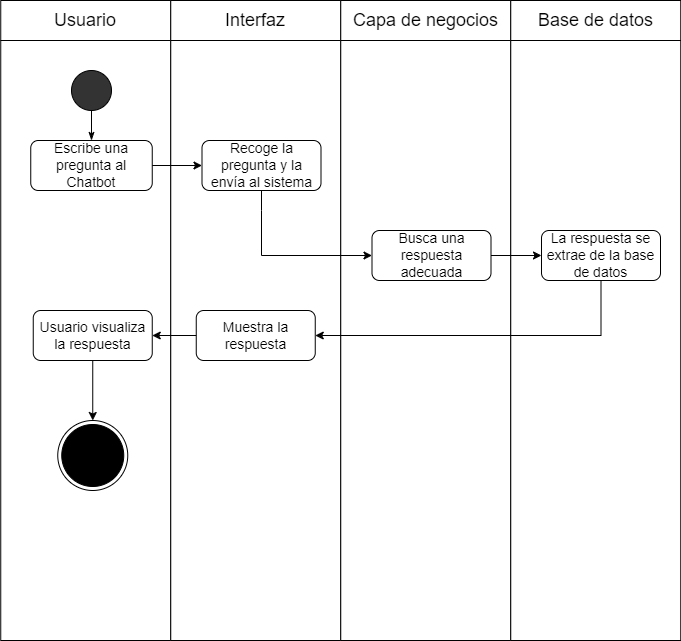 Usuario
Interfaz
Capa de negocios
Base de datos
Escribe una
pregunta al
Chatbot
Recoge la
pregunta y la
envía al sistema
Busca una
respuesta
adecuada
La respuesta se
extrae de la base
de datos
Usuario visualiza
la respuesta
Muestra la
respuesta